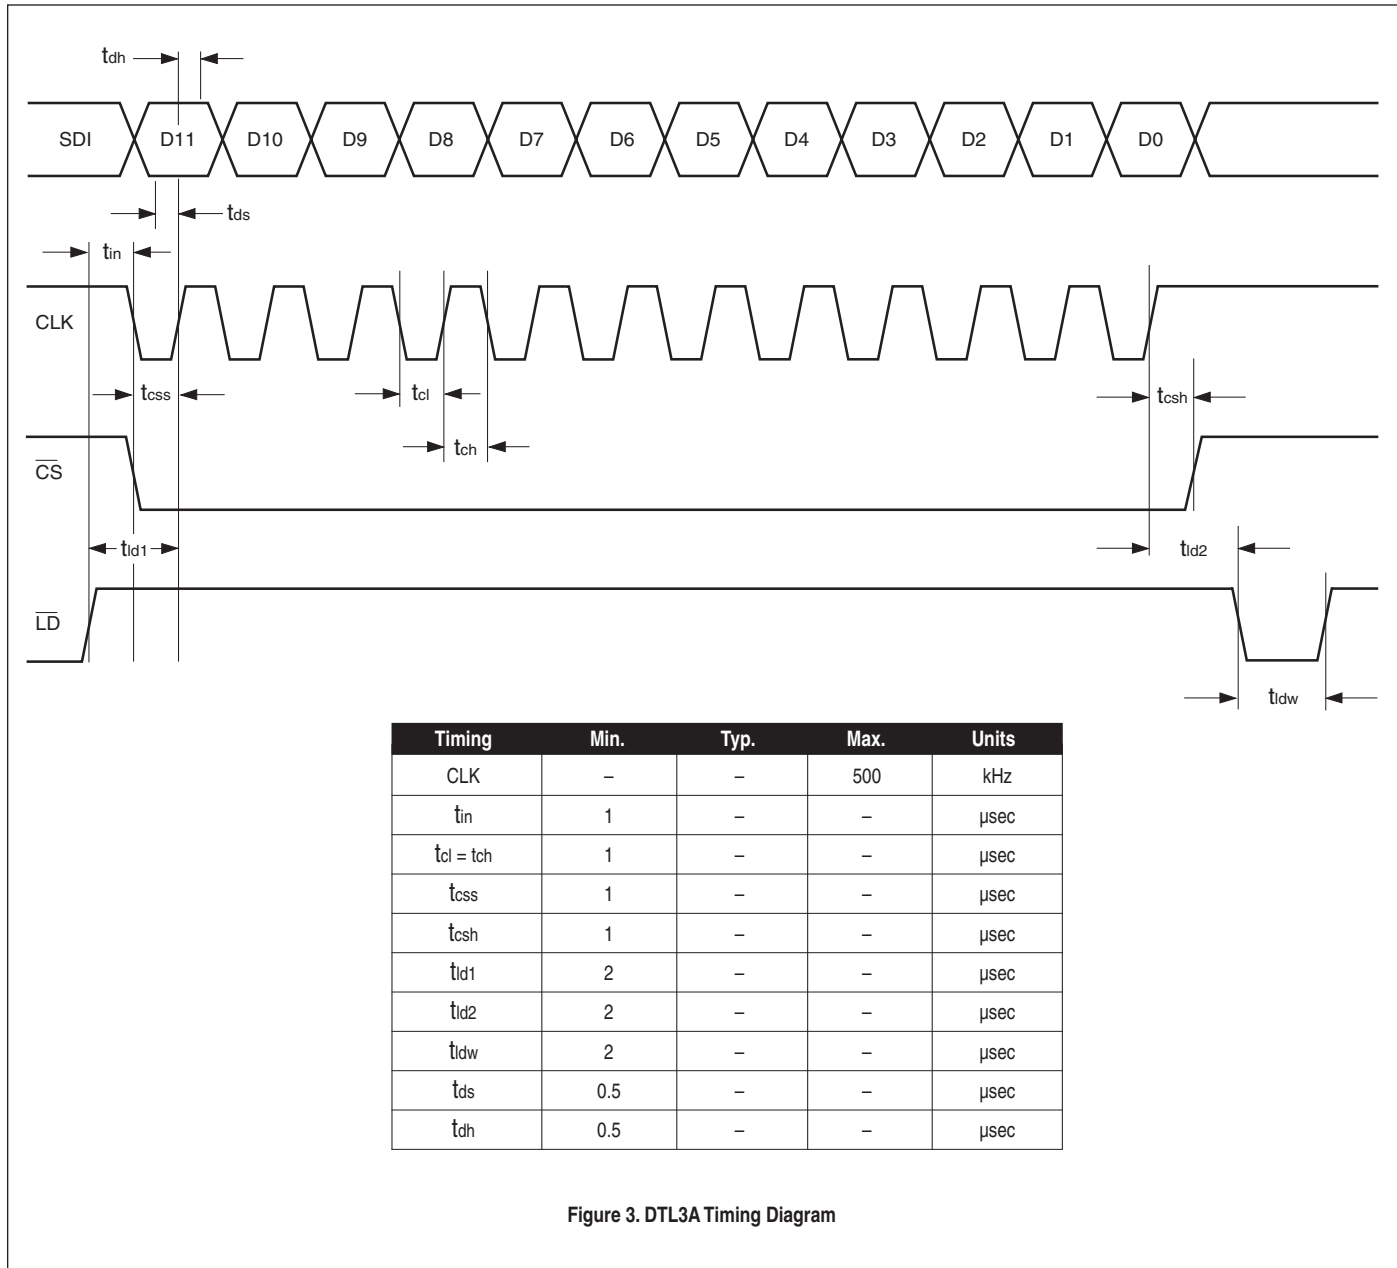 tdh
SDI D11 D10 D9 D8 D7 D6 D5 D4 D3 D2 D1 D0
tds
tin
CLK
tcss tcl tcsh
tch
CS
tld1 tld2
LD
tldw
Timing Min. Typ. Max. Units
CLK – – 500 kHz
tin 1 – – µsec
tcl = tch 1 – – µsec
tcss 1 – – µsec
tcsh 1 – – µsec
tld1 2 – – µsec
tld2 2 – – µsec
tldw 2 – – µsec
tds 0.5 – – µsec
tdh 0.5 – – µsec
Figure 3. DTL3A Timing Diagram